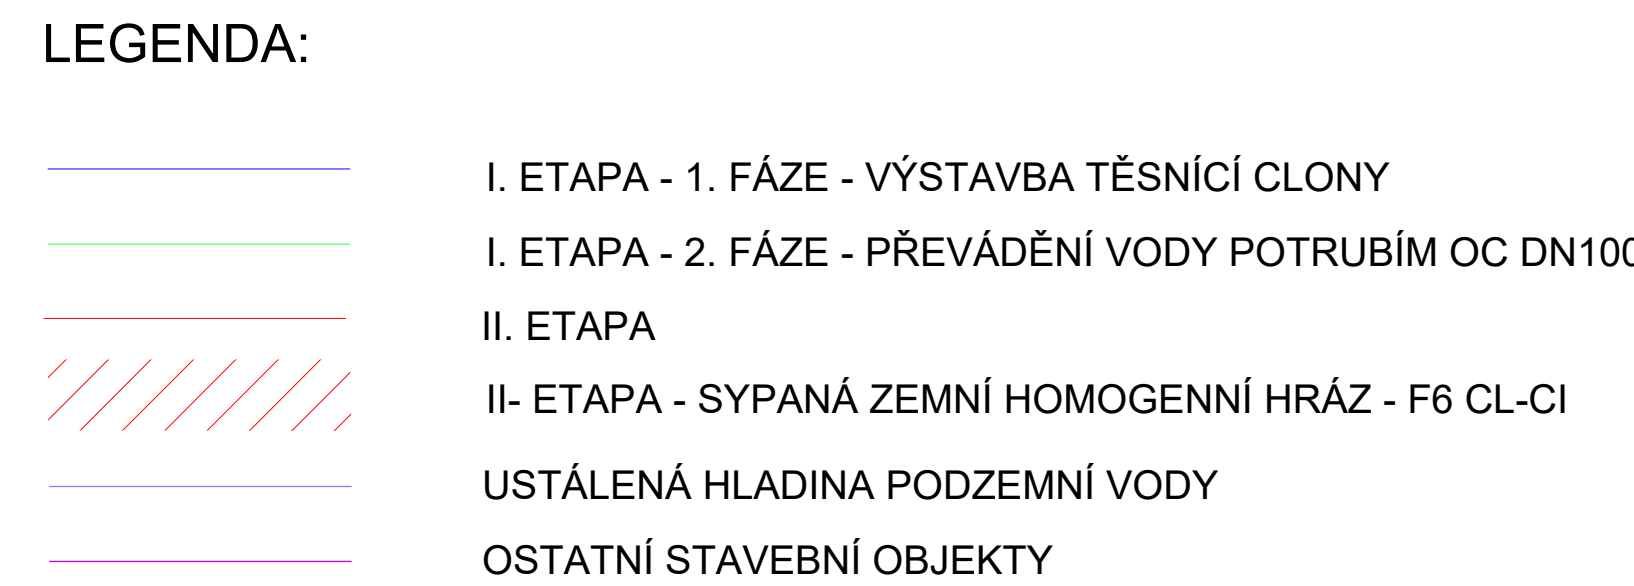 LEGENDA:
I. ETAPA - 1. FÁZE - VÝSTAVBA TĚSNÍCÍ CLONY
I. ETAPA - 2. FÁZE - PŘEVÁDĚNÍ VODY POTRUBÍM OC
II. ETAPA
II- ETAPA - SYPANÁ ZEMNÍ HOMOGENNÍ HRÁZ - F6 CL-CI
USTÁLENÁ HLADINA PODZEMNÍ VODY
OSTATNÍ STAVEBNÍ OBJEKTY